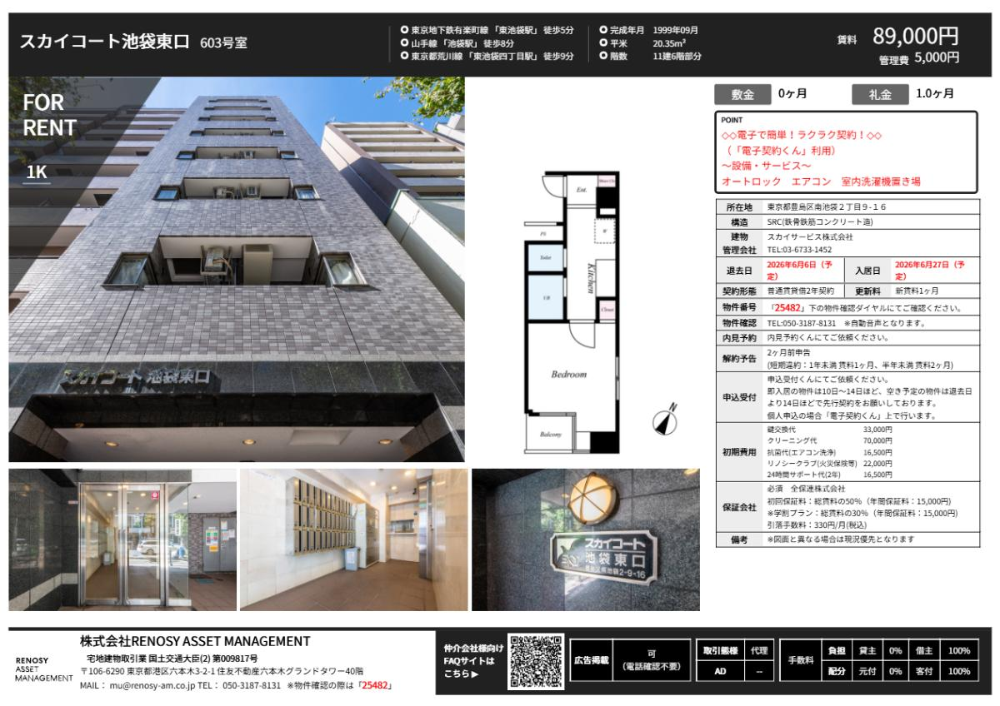 スカイコート池袋東口 603号室
東京地下鉄有楽町線 「東池袋駅」 徒歩5分
山手線 「池袋駅」 徒歩8分
東京都荒川線 「東池袋四丁目駅」 徒歩9分
完成年月 1999年09月
平米 20.35m²
階数 11建6階部分
賃料 89,000円
管理費 5,000円
FOR
RENT
1K
スカイコート 池袋東口
Ent.
PS
W
Toilet
Kitchen
UB
Closet
Bedroom
Balcony
N
スカイコート
池袋東口
豊島区南池袋2-9-16
敷金 0ヶ月 礼金 1.0ヶ月
POINT
◇◇電子で簡単！ラクラク契約！◇◇
（「電子契約くん」利用）
～設備・サービス～
オートロック エアコン 室内洗濯機置き場
所在地 東京都豊島区南池袋２丁目９-１６
構造 SRC(鉄骨鉄筋コンクリート造)
建物
管理会社
スカイサービス株式会社
TEL:03-6733-1452
退去日 2026年6月6日（予
定）
入居日 2026年6月27日（予
定）
契約形態 普通賃貸借2年契約 更新料 新賃料1ヶ月
物件番号 「25482」下の物件確認ダイヤルにてご確認ください。
物件確認 TEL:050-3187-8131 ※自動音声となります。
内見予約 内見予約くんにてご依頼ください。
解約予告 2ヶ月前申告
(短期違約：1年未満 賃料1ヶ月、半年未満 賃料2ヶ月)
申込受付 申込受付くんにてご依頼ください。
即入居の物件は10日～14日ほど、空き予定の物件は退去日
より14日ほどで先行契約をお願いしております。
個人申込の場合「電子契約くん」上で行います。
初期費用
鍵交換代 33,000円
クリーニング代 70,000円
抗菌代(エアコン洗浄) 16,500円
リノシークラブ(火災保険等) 22,000円
24時間サポート代(2年) 16,500円
保証会社 必須 全保連株式会社
初回保証料：総賃料の50%（年間保証料：15,000円)
※学割プラン：総賃料の30%（年間保証料：15,000円)
引落手数料：330円/月(税込)
備考 ※図面と異なる場合は現況優先となります
RENOSY
ASSET
MANAGEMENT
株式会社RENOSY ASSET MANAGEMENT
宅地建物取引業 国土交通大臣(2) 第009817号
〒106-6290 東京都港区六本木3-2-1 住友不動産六本木グランドタワー40階
MAIL： mu@renosy-am.co.jp TEL： 050-3187-8131 ※物件確認の際は「25482」
仲介会社様向け
FAQサイトは
こちら▶
広告掲載 可
（電話確認不要）
取引態様 代理
AD --
手数料
負担 貸主 0% 借主 100%
配分 元付 0% 客付 100%